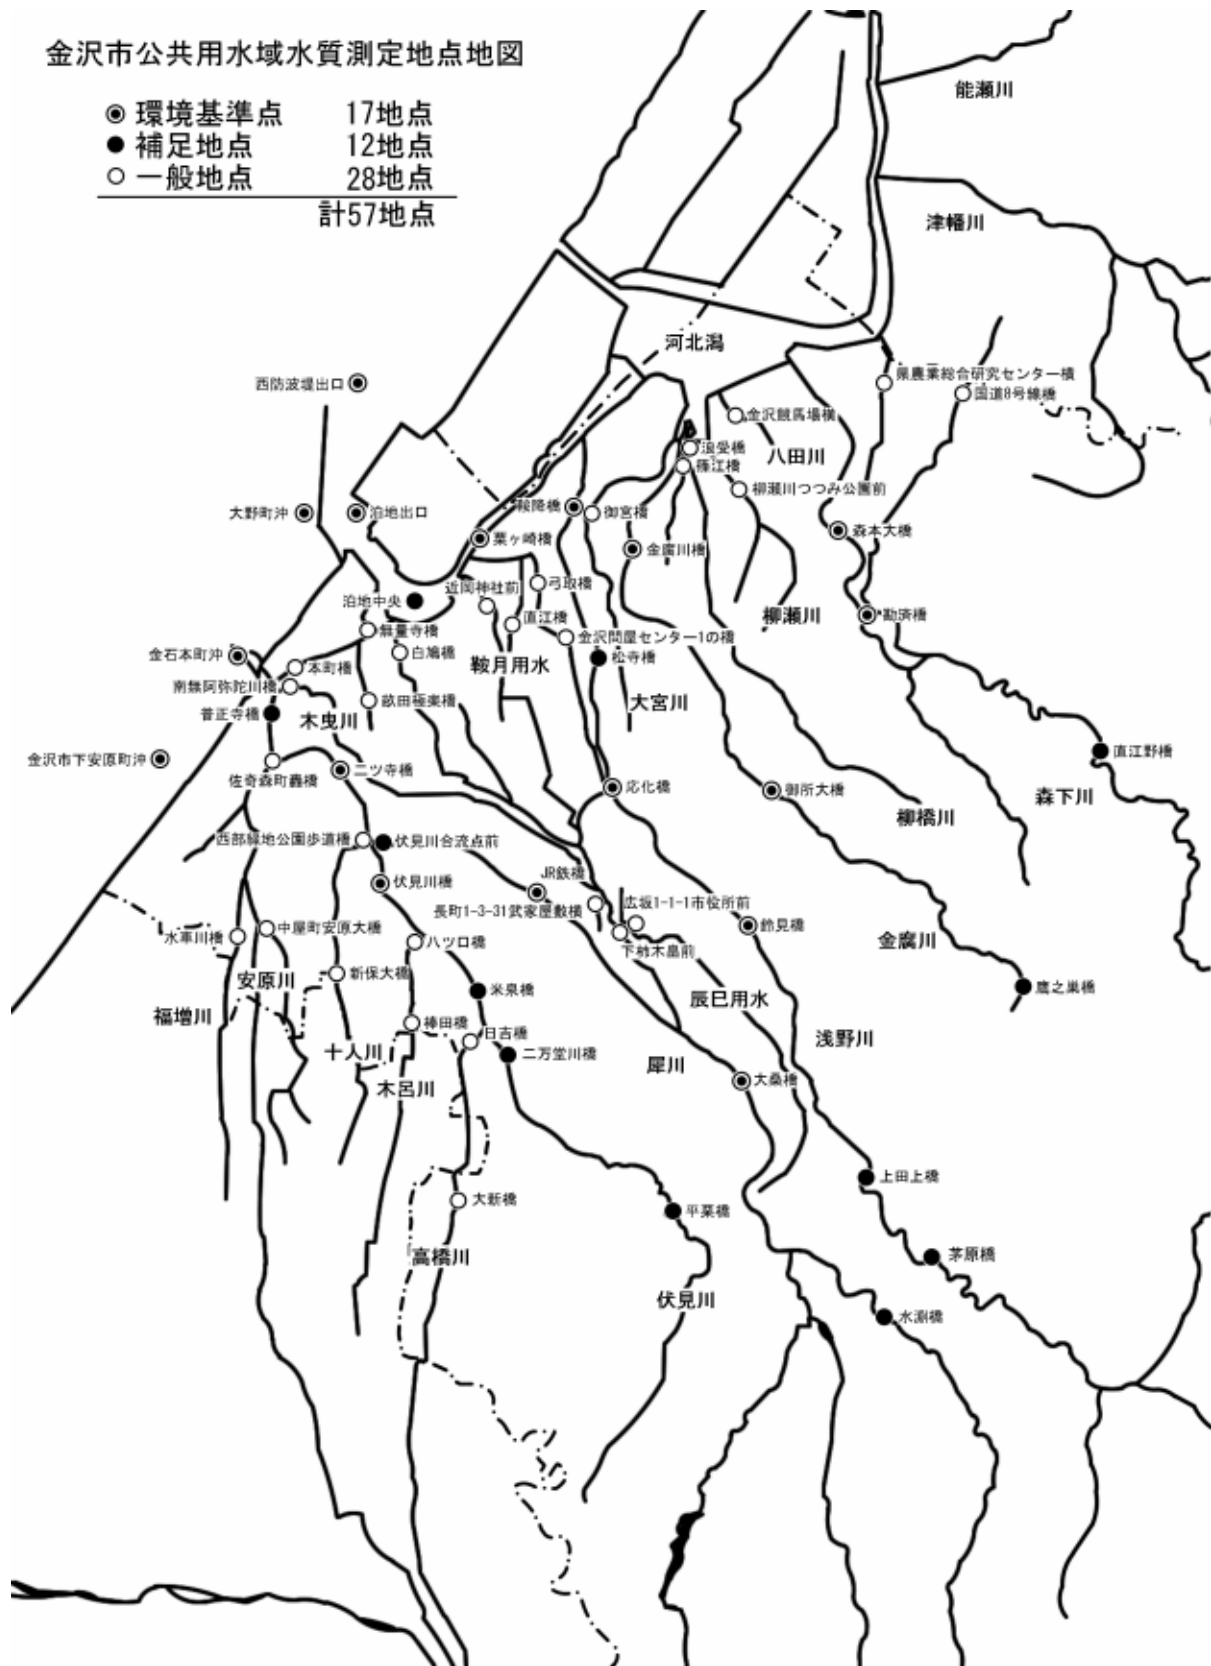 金沢市公共用水域水質測定地点地図
環境基準点 17地点
補足地点 12地点
一般地点 28地点
計57地点
能瀬川
津幡川
河北潟
県農業総合研究センター横
国道8号線橋
西防波堤出口
金沢競馬場横
浪受橋
八田川
篠江橋
柳瀬川つつみ公園前
大野町沖
泊地出口
鞍降橋
御宮橋
森本大橋
粟ヶ崎橋
金腐川橋
近岡神社前
弓取橋
泊地中央
直江橋
柳瀬川
勘済橋
無量寺橋
金沢問屋センター1の橋
金石本町沖
本町橋
白鳩橋
鞍月用水
松寺橋
南無阿弥陀川橋
畝田極楽橋
大宮川
普正寺橋
木曳川
直江野橋
金沢市下安原町沖
二ツ寺橋
佐奇森町轟橋
応化橋
御所大橋
森下川
柳橋川
西部緑地公園歩道橋
伏見川合流点前
JR鉄橋
伏見川橋
長町1-3-31武家屋敷横
広坂1-1-1市役所前
鈴見橋
中屋町安原大橋
水車川橋
八ツ口橋
下柿木畠前
金腐川
安原川
新保大橋
米泉橋
辰巳用水
鷹之巣橋
福増川
棒田橋
日吉橋
浅野川
十人川
二万堂川橋
犀川
大桑橋
木呂川
上田上橋
大新橋
平栗橋
高橋川
茅原橋
伏見川
水淵橋